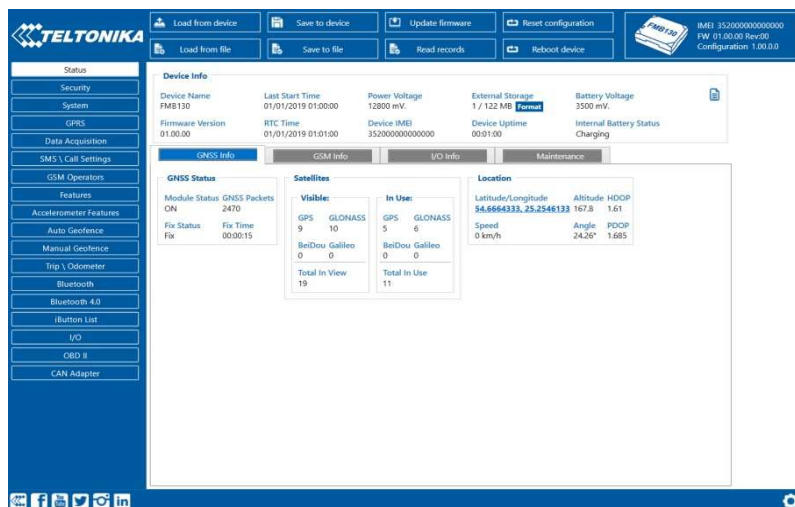 TELTONIKA
Load from device
Save to device
Update firmware
Reset configuration
Load from file
Save to file
Read records
Reboot device
FMB130
IMEI 352000000000000
FW 01.00.00 Rev:00
Configuration 1.00.0.0
Status
Security
System
GPRS
Data Acquisition
SMS \ Call Settings
GSM Operators
Features
Accelerometer Features
Auto Geofence
Manual Geofence
Trip \ Odometer
Bluetooth
Bluetooth 4.0
iButton List
I/O
OBD II
CAN Adapter
Device Info
Device Name Last Start Time Power Voltage External Storage Battery Voltage
FMB130 01/01/2019 01:00:00 12800 mV. 1 / 122 MB Format 3500 mV.
Firmware Version RTC Time Device IMEI Device Uptime Internal Battery Status
01.00.00 01/01/2019 01:01:00 352000000000000 00:01:00 Charging
GNSS Info GSM Info I/O Info Maintenance
GNSS Status
Module Status GNSS Packets
ON 2470
Fix Status Fix Time
Fix 00:00:15
Satellites
Visible:
GPS GLONASS
9 10
BeiDou Galileo
0 0
Total In View
19
In Use:
GPS GLONASS
5 6
BeiDou Galileo
0 0
Total In Use
11
Location
Latitude/Longitude Altitude HDOP
54.6664333, 25.2546133 167.8 1.61
Speed Angle PDOP
0 km/h 24.26° 1.685